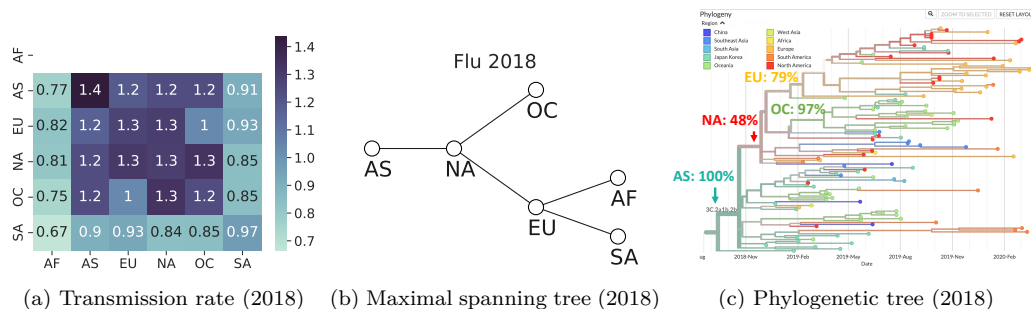 AF
AS 0.77 1.4 1.2 1.2 1.2 0.91
EU 0.82 1.2 1.3 1.3 1 0.93
NA 0.81 1.2 1.3 1.3 1.3 0.85
OC 0.75 1.2 1 1.3 1.2 0.85
SA 0.67 0.9 0.93 0.84 0.85 0.97
AF AS EU NA OC SA
1.4
1.3
1.2
1.1
1.0
0.9
0.8
0.7
(a) Transmission rate (2018)
Flu 2018
OC
AS
NA
AF
EU
SA
(b) Maximal spanning tree (2018)
Phylogeny
ZOOM TO SELECTED
RESET LAYOU
Region
China
Southeast Asia
South Asia
Japan Korea
Oceania
West Asia
Africa
Europe
South America
North America
EU: 79%
OC: 97%
NA: 48%
AS: 100%
3C.2a1b.2b
ug 2018-Nov 2019-Feb 2019-May 2019-Aug 2019-Nov 2020-Feb
Date
(c) Phylogenetic tree (2018)